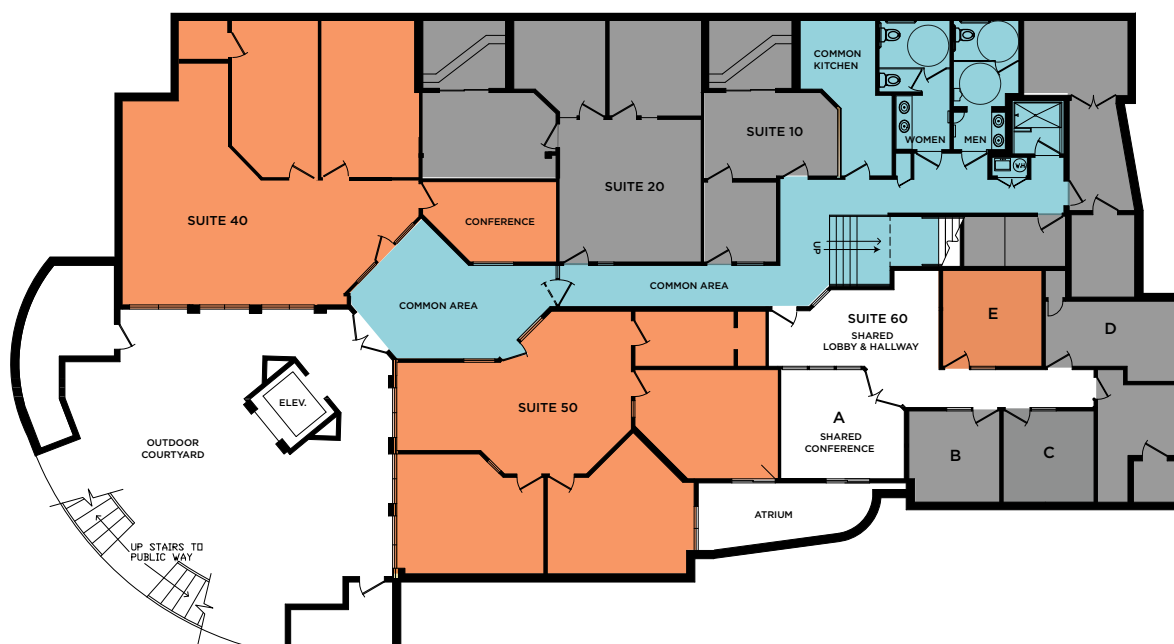 COMMON
KITCHEN
WOMEN
MEN
SUITE 10
SUITE 20
SUITE 40
CONFERENCE
UP
COMMON AREA
COMMON AREA
SUITE 60
SHARED
LOBBY & HALLWAY
E
D
ELEV.
SUITE 50
A
SHARED
CONFERENCE
B
C
OUTDOOR
COURTYARD
ATRIUM
UP STAIRS TO
PUBLIC WAY